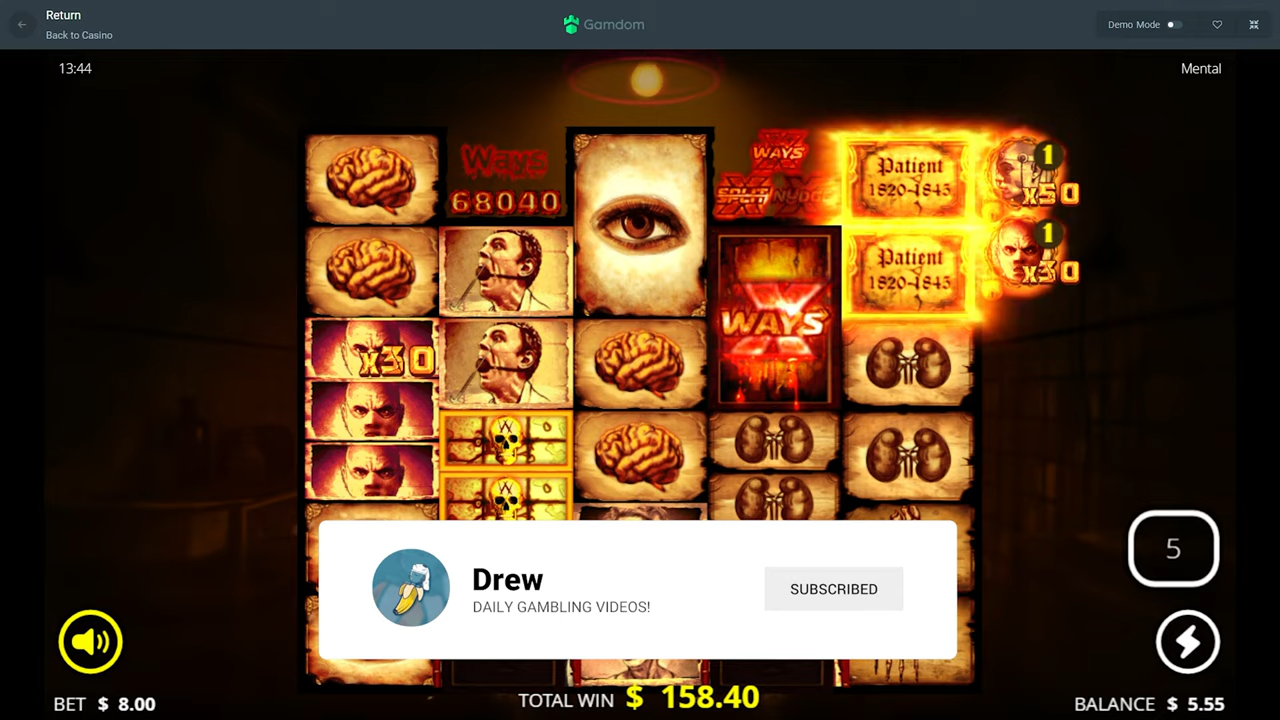 Return
Back to Casino
Gamdom
Demo Mode
13:44
Mental
Ways
68040
WAYS
SPLIT
NUDGE
Patient
1820-1845
1
x50
Patient
1820-1845
1
x30
WAYS
x30
5
Drew
DAILY GAMBLING VIDEOS!
SUBSCRIBED
BET $ 8.00
TOTAL WIN $ 158.40
BALANCE $ 5.55